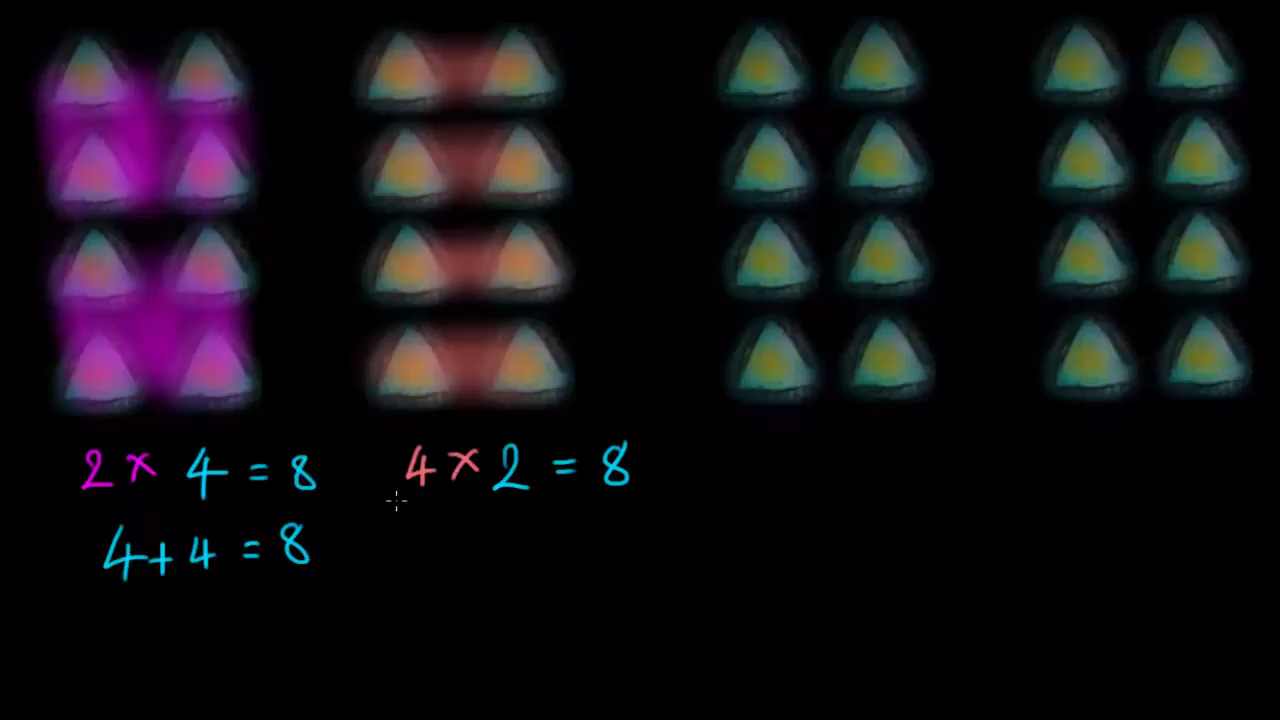 2 × 4 = 8
4 × 2 = 8
4 + 4 = 8